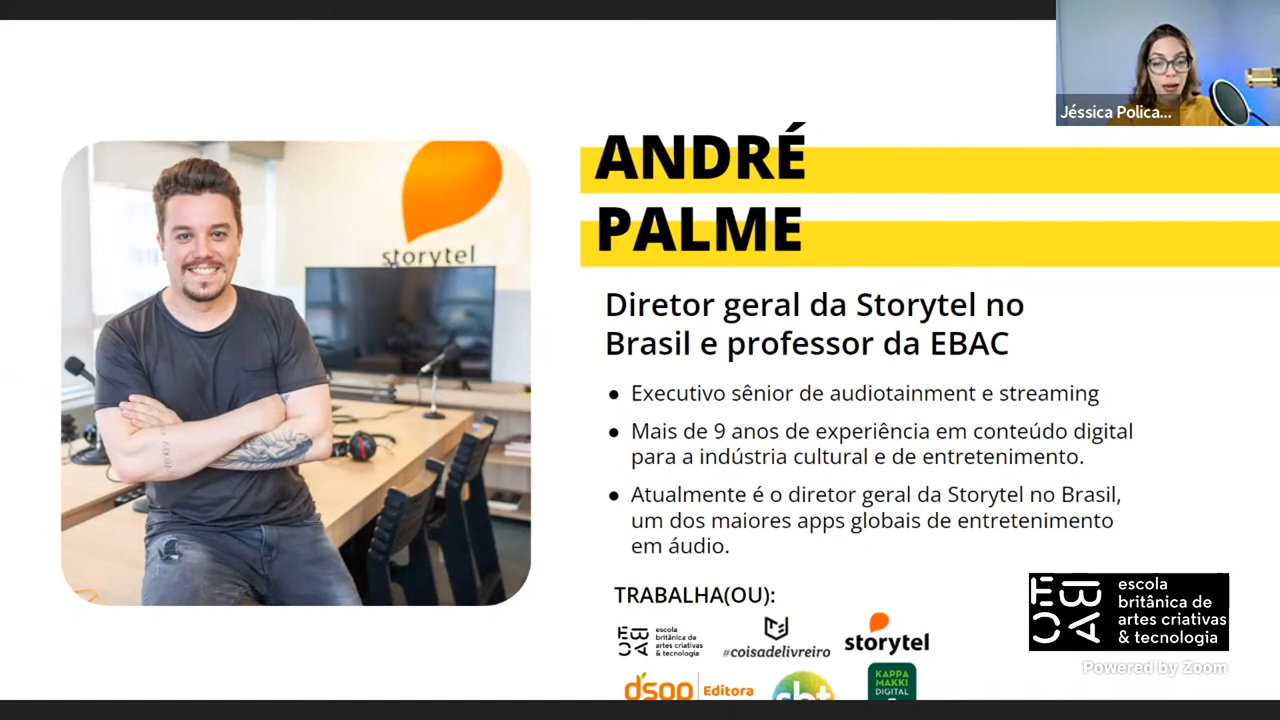 Jéssica Polica...
ANDRÉ
PALME
storytel
Diretor geral da Storytel no
Brasil e professor da EBAC
● Executivo sênior de audiotainment e streaming
● Mais de 9 anos de experiência em conteúdo digital
para a indústria cultural e de entretenimento.
● Atualmente é o diretor geral da Storytel no Brasil,
um dos maiores apps globais de entretenimento
em áudio.
TRABALHA(OU):
escola
britânica de
artes criativas
& tecnologia
#coisadelivreiro
storytel
dsop Editora
sbt
KAPPA
MAKKI
DIGITAL
EBAC
escola
britânica de
artes criativas
& tecnologia
Powered by Zoom